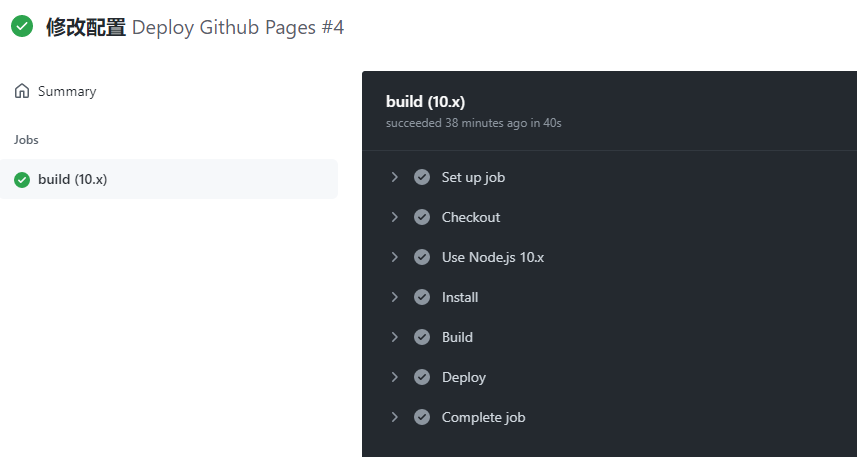 修改配置 Deploy Github Pages #4
Summary
Jobs
build (10.x)
build (10.x)
succeeded 38 minutes ago in 40s
Set up job
Checkout
Use Node.js 10.x
Install
Build
Deploy
Complete job